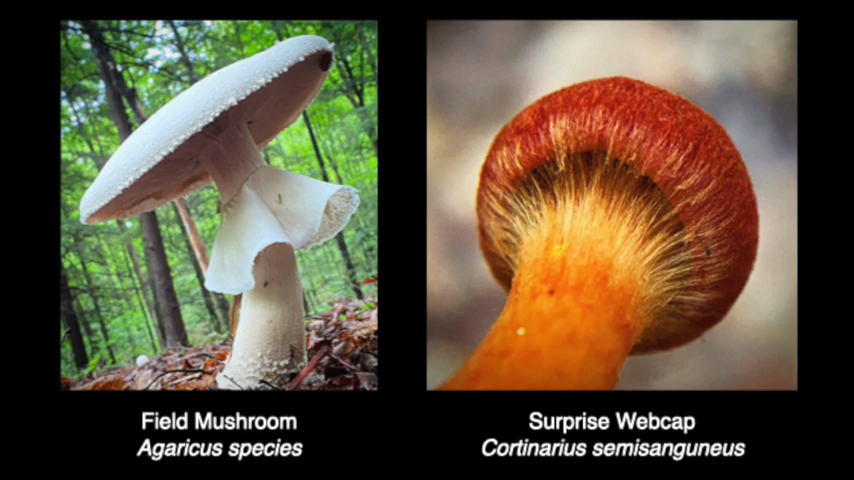 Field Mushroom
Agaricus species
Surprise Webcap
Cortinarius semisanguneus